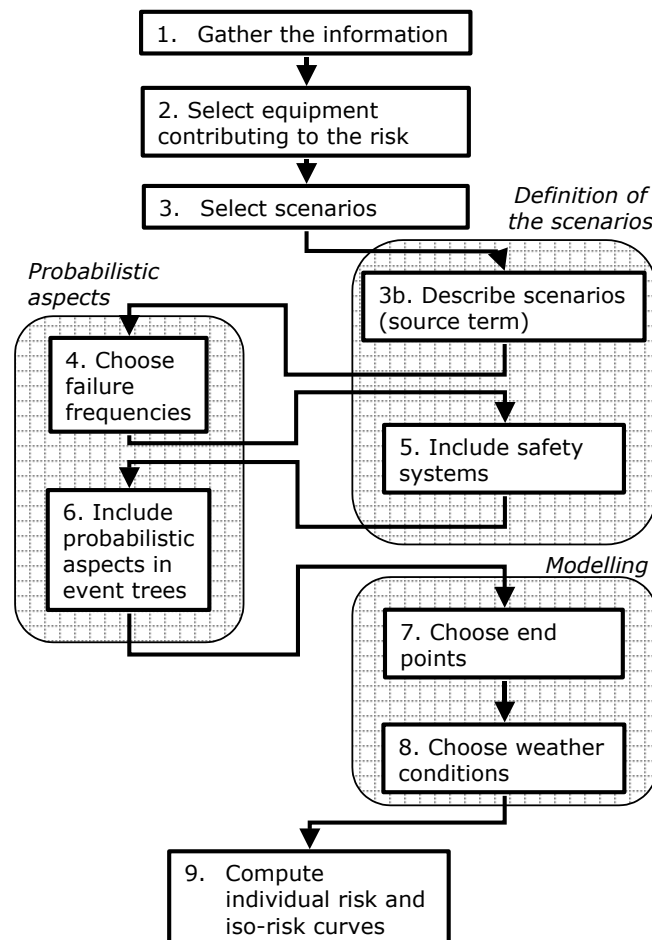 1. Gather the information
2. Select equipment
contributing to the risk
3. Select scenarios
Definition of
the scenarios
Probabilistic
aspects
3b. Describe scenarios
(source term)
4. Choose
failure
frequencies
5. Include safety
systems
6. Include
probabilistic
aspects in
event trees
Modelling
7. Choose end
points
8. Choose weather
conditions
9. Compute
individual risk and
iso-risk curves